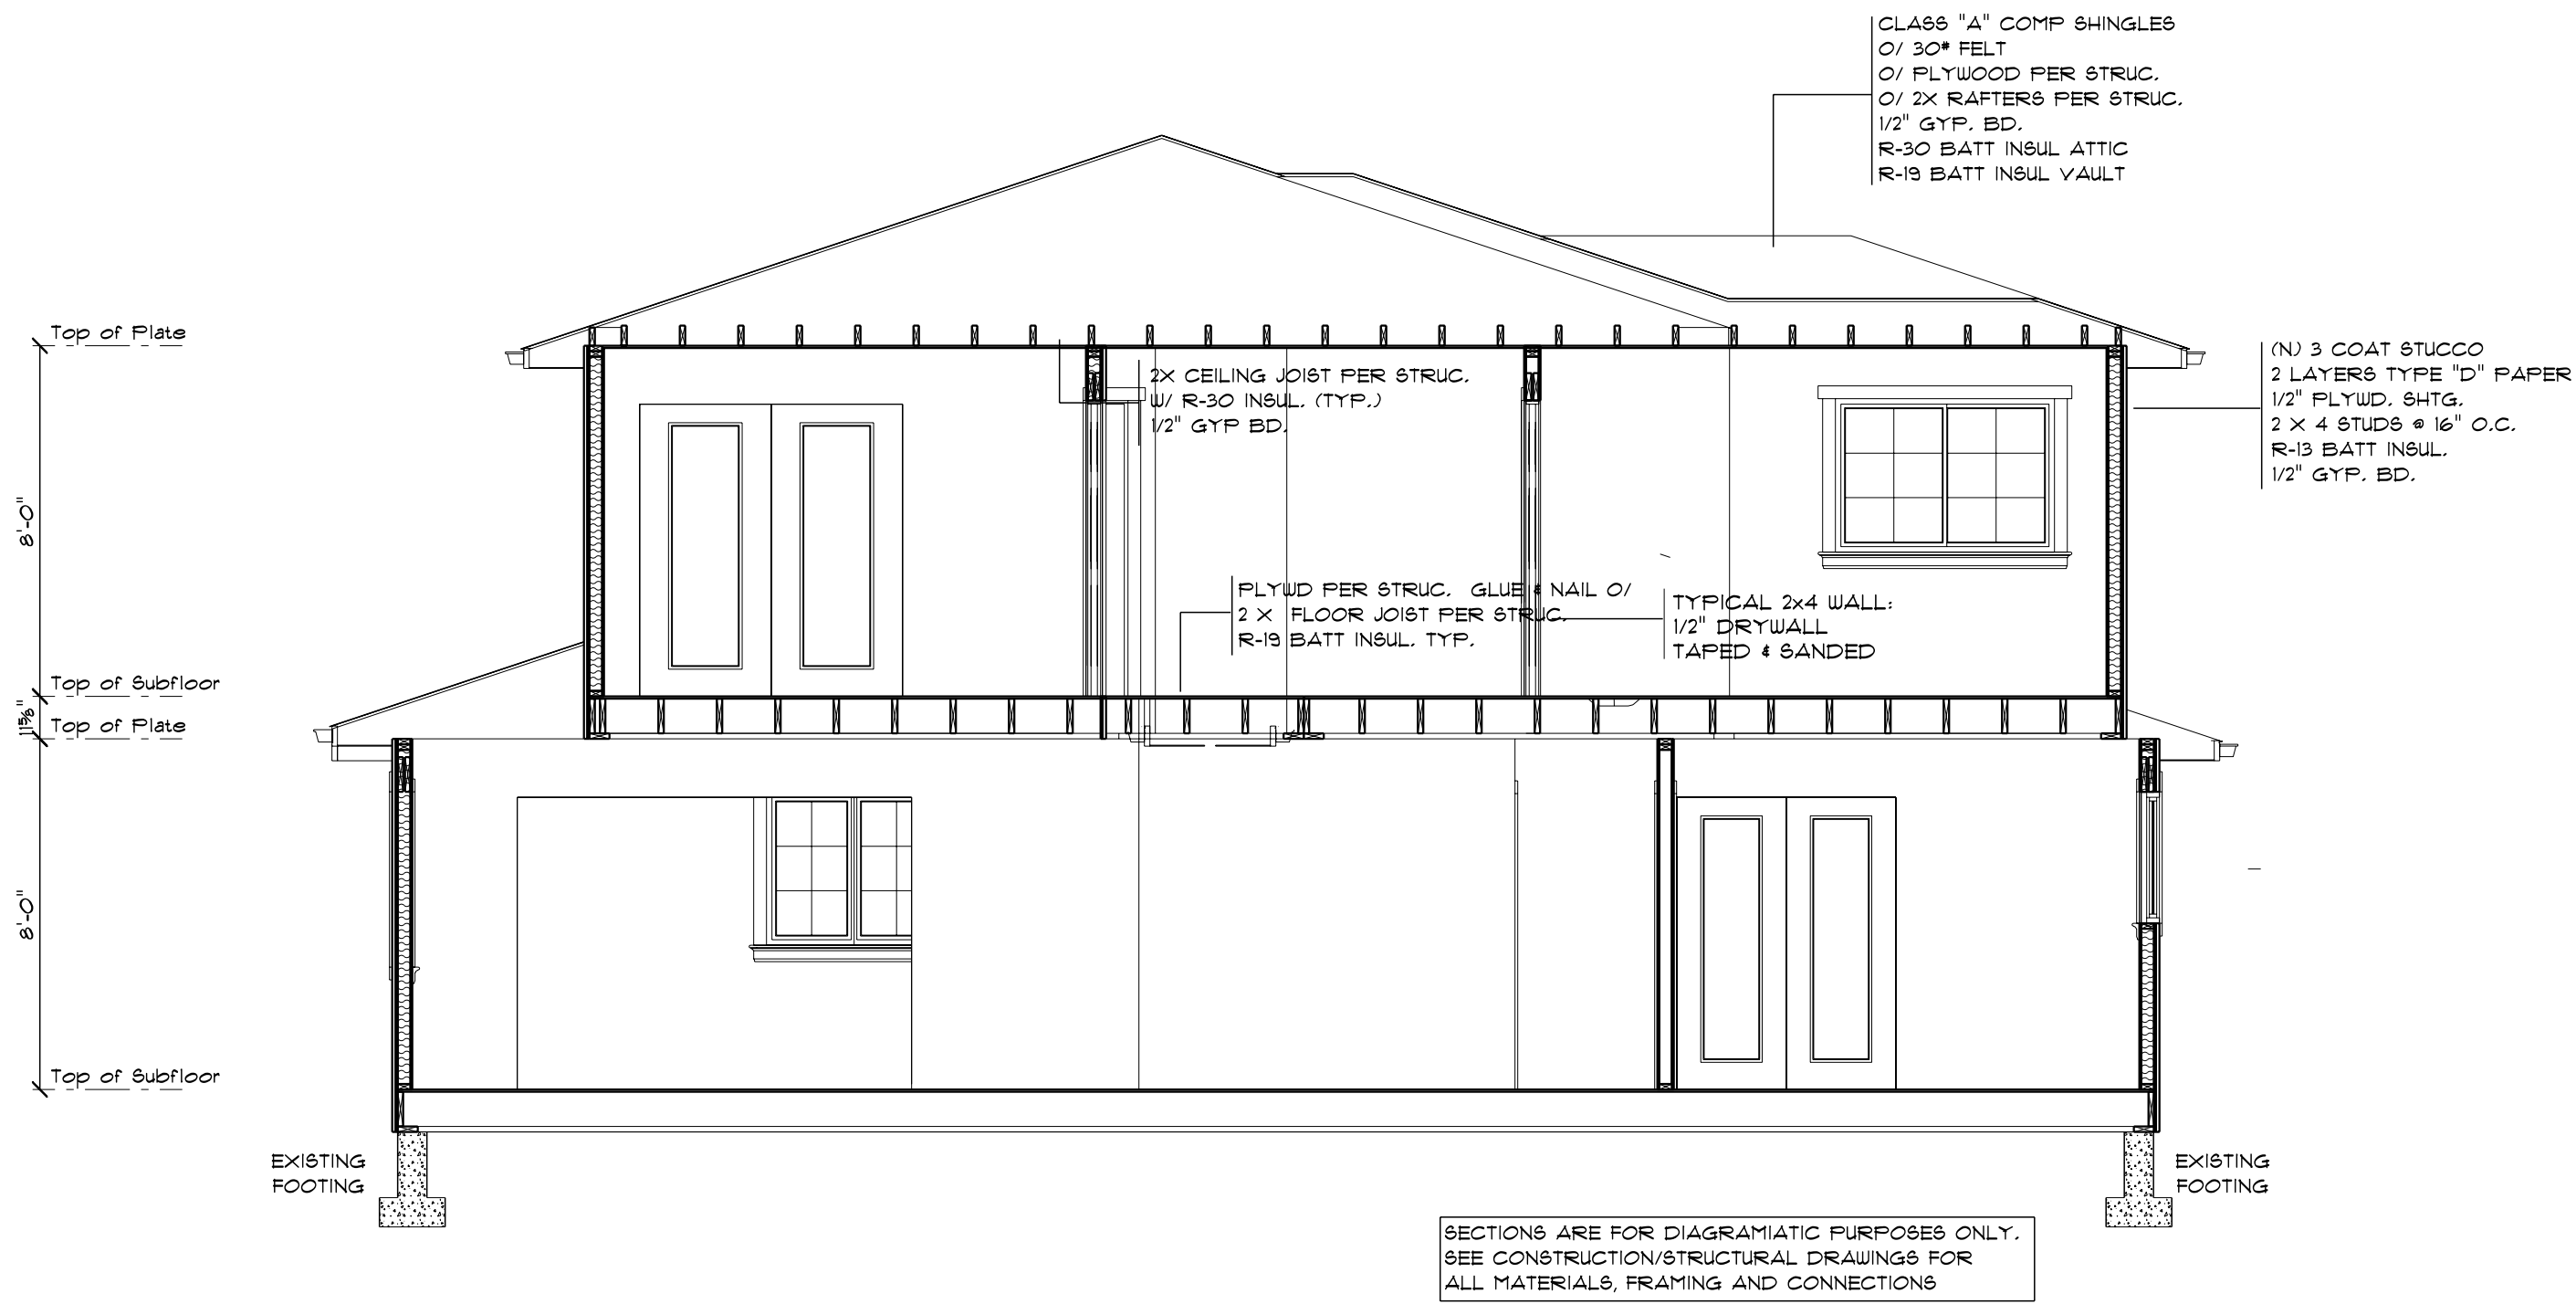 CLASS "A" COMP SHINGLES
O/ 30# FELT
O/ PLYWOOD PER STRUC.
O/ 2X RAFTERS PER STRUC.
1/2" GYP. BD.
R-30 BATT INSUL ATTIC
R-19 BATT INSUL VAULT
Top of Plate
(N) 3 COAT STUCCO
2 LAYERS TYPE "D" PAPER
1/2" PLYWD. SHTG.
2 X 4 STUDS @ 16" O.C.
R-13 BATT INSUL.
1/2" GYP. BD.
2X CEILING JOIST PER STRUC.
W/ R-30 INSUL. (TYP.)
1/2" GYP BD.
8'-0"
PLYWD PER STRUC. GLUE & NAIL O/
2 X FLOOR JOIST PER STRUC.
R-19 BATT INSUL. TYP.
TYPICAL 2x4 WALL:
1/2" DRYWALL
TAPED & SANDED
Top of Subfloor
11 5/8"
Top of Plate
8'-0"
Top of Subfloor
EXISTING
FOOTING
EXISTING
FOOTING
SECTIONS ARE FOR DIAGRAMIATIC PURPOSES ONLY.
SEE CONSTRUCTION/STRUCTURAL DRAWINGS FOR
ALL MATERIALS, FRAMING AND CONNECTIONS